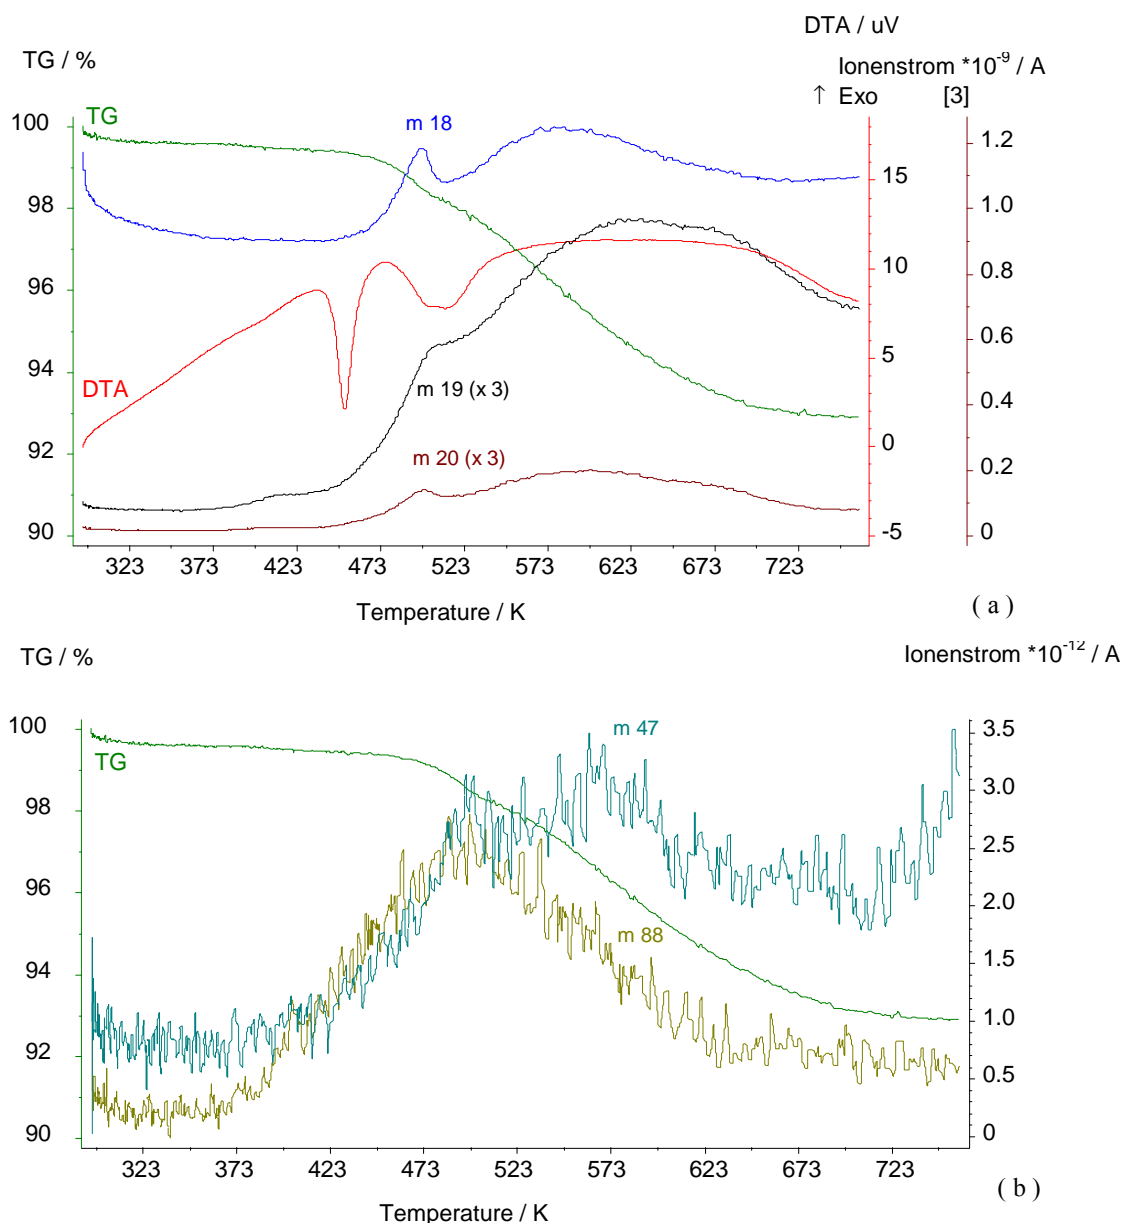 DTA / uV
TG / %
Ionenstrom *10-9 / A
↑ Exo [3]
TG
m 18
100
98
96
94
92
90
15
10
5
0
-5
1.2
1.0
0.8
0.6
0.4
0.2
0
DTA
m 19 (x 3)
m 20 (x 3)
323 373 423 473 523 573 623 673 723
Temperature / K
( a )
TG / %
Ionenstrom *10-12 / A
m 47
TG
m 88
100
98
96
94
92
90
3.5
3.0
2.5
2.0
1.5
1.0
0.5
0
323 373 423 473 523 573 623 673 723
Temperature / K
( b )